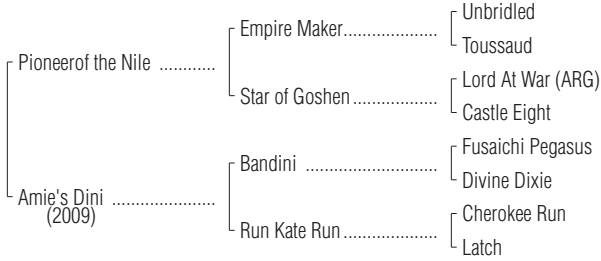 Unbridled
Empire Maker....................
Toussaud
Pioneerof the Nile ............
Lord At War (ARG)
Star of Goshen..................
Castle Eight
Fusaichi Pegasus
Bandini ............................
Divine Dixie
Amie's Dini ......................
(2009)
Cherokee Run
Run Kate Run....................
Latch